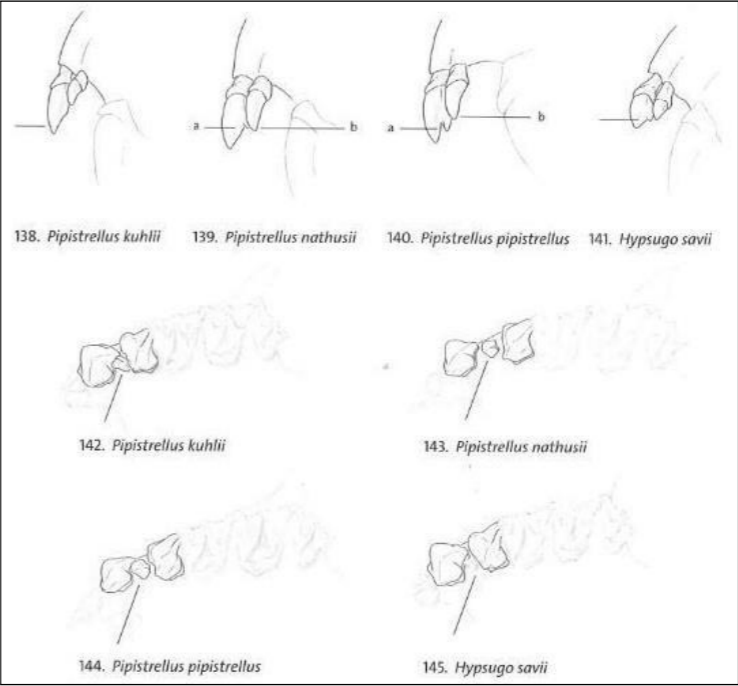 a b a b
138. Pipistrellus kuhlii 139. Pipistrellus nathusii 140. Pipistrellus pipistrellus 141. Hypsugo savii
142. Pipistrellus kuhlii 143. Pipistrellus nathusii
144. Pipistrellus pipistrellus 145. Hypsugo savii